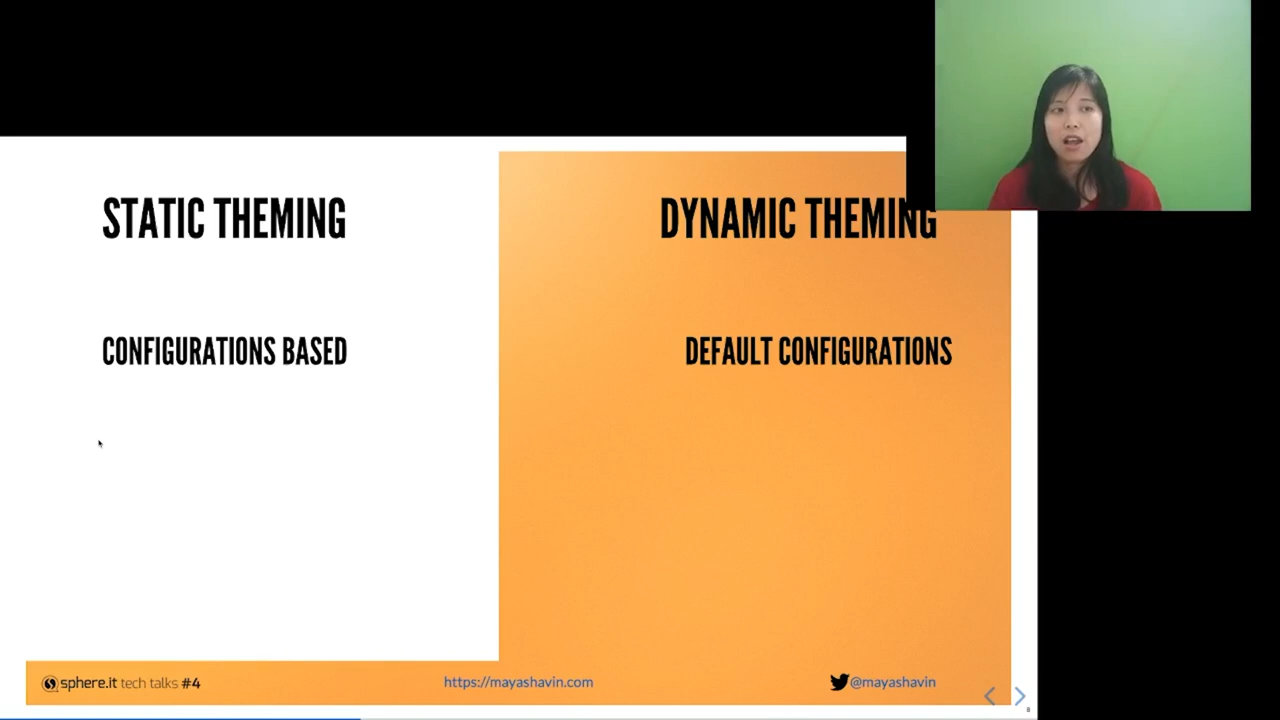 STATIC THEMING
DYNAMIC THEMING
CONFIGURATIONS BASED
DEFAULT CONFIGURATIONS
sphere.it tech talks #4
https://mayashavin.com
@mayashavin